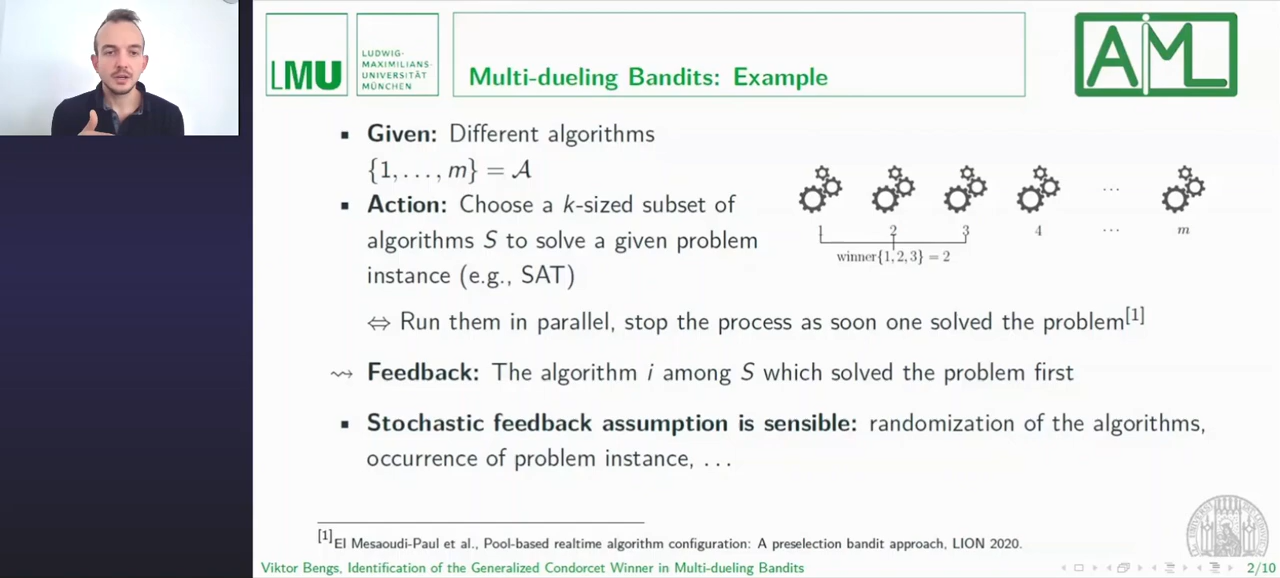 LMU
LUDWIG-
MAXIMILIANS-
UNIVERSITÄT
MÜNCHEN
Multi-dueling Bandits: Example
AIML
▪ Given: Different algorithms
{1, . . . , m} = 𝒜
▪ Action: Choose a k-sized subset of
algorithms S to solve a given problem
instance (e.g., SAT)
1 2 3 4 ... m
winner{1, 2, 3} = 2
⇔ Run them in parallel, stop the process as soon one solved the problem[1]
⇝ Feedback: The algorithm i among S which solved the problem first
▪ Stochastic feedback assumption is sensible: randomization of the algorithms,
occurrence of problem instance, . . .
[1]El Mesaoudi-Paul et al., Pool-based realtime algorithm configuration: A preselection bandit approach, LION 2020.
Viktor Bengs, Identification of the Generalized Condorcet Winner in Multi-dueling Bandits
2/10